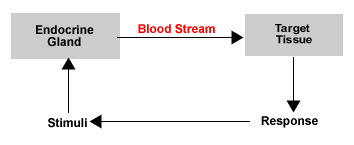 Endocrine
Gland
Blood Stream
Target
Tissue
Stimuli
Response